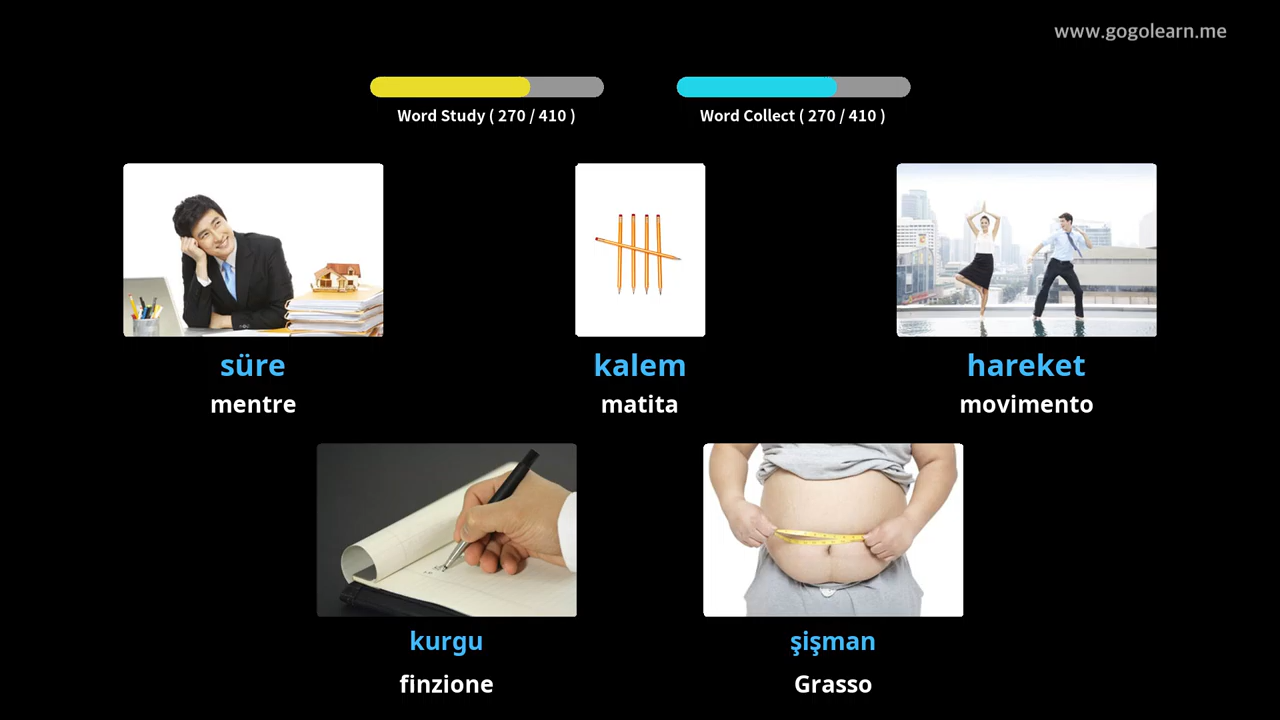 www.gogolearn.me
Word Study ( 270 / 410 )
Word Collect ( 270 / 410 )
süre
mentre
kalem
matita
hareket
movimento
kurgu
finzione
şişman
Grasso